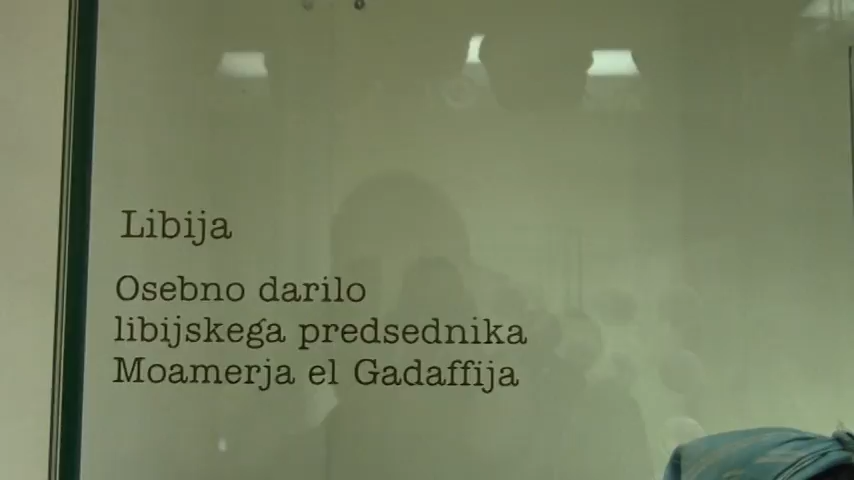 Libija
Osebno darilo
libijskega predsednika
Moamerja el Gadaffija